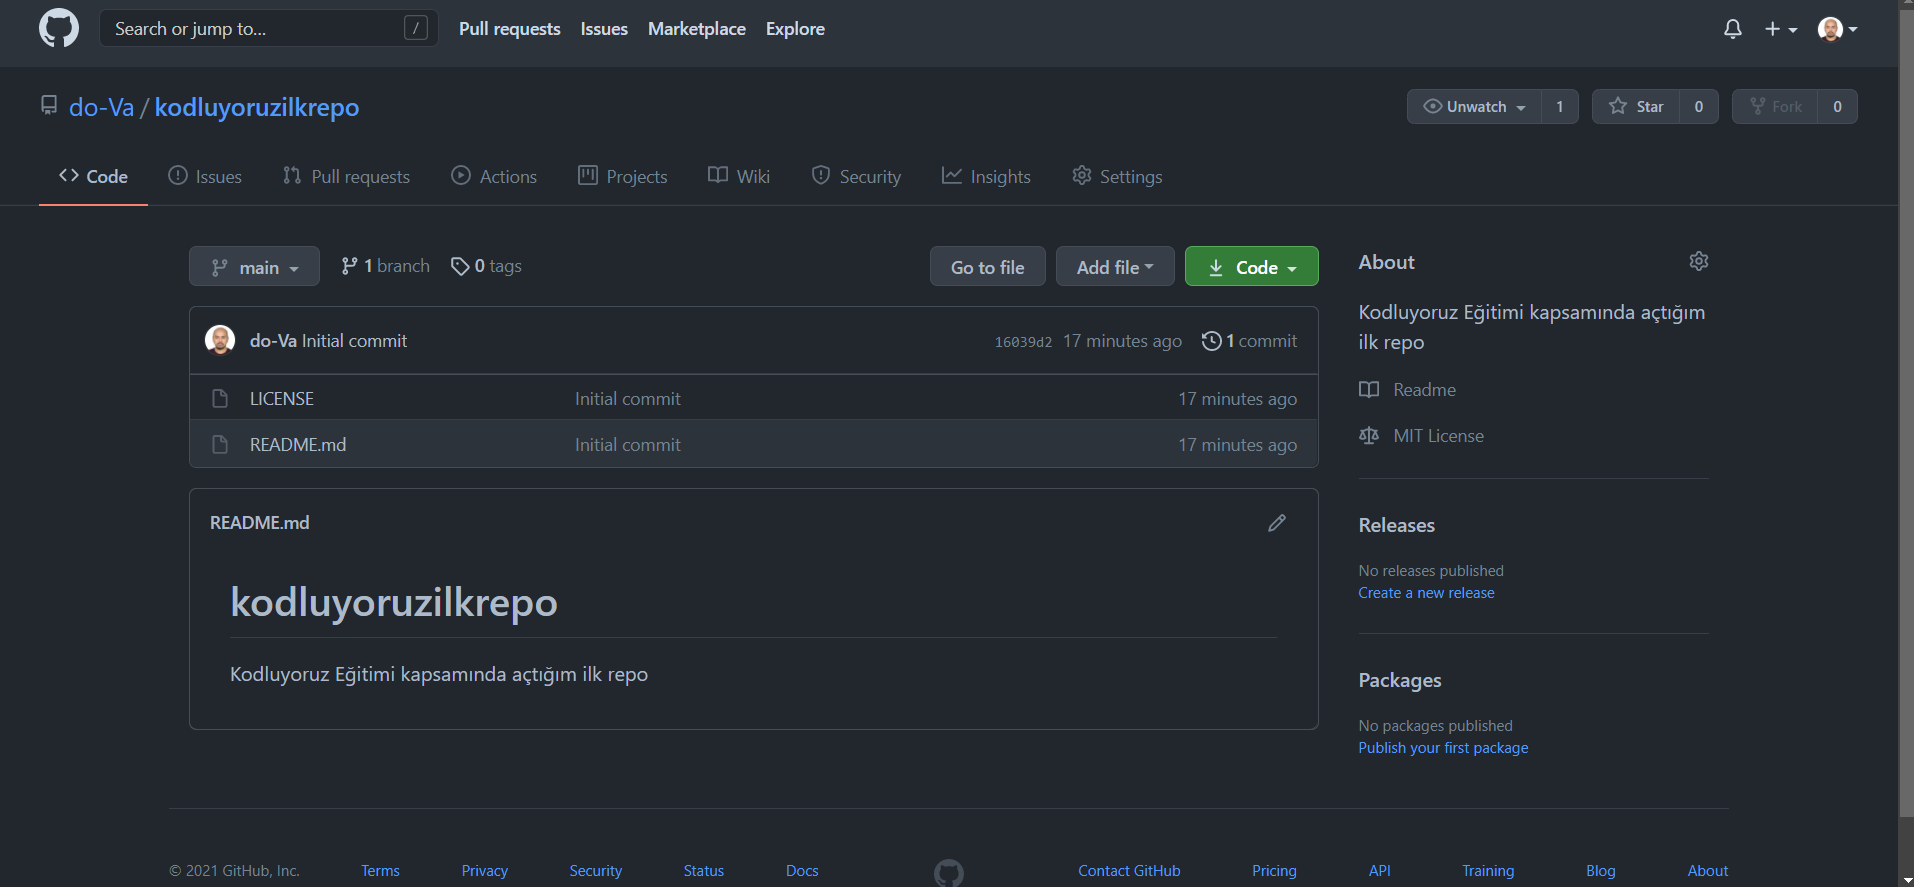 Search or jump to... /
Pull requests Issues Marketplace Explore
do-Va / kodluyoruzilkrepo
Unwatch 1 Star 0 Fork 0
Code Issues Pull requests Actions Projects Wiki Security Insights Settings
main 1 branch 0 tags Go to file Add file Code
do-Va Initial commit 16039d2 17 minutes ago 1 commit
LICENSE Initial commit 17 minutes ago
README.md Initial commit 17 minutes ago
README.md
kodluyoruzilkrepo
Kodluyoruz Eğitimi kapsamında açtığım ilk repo
About
Kodluyoruz Eğitimi kapsamında açtığım
ilk repo
Readme
MIT License
Releases
No releases published
Create a new release
Packages
No packages published
Publish your first package
© 2021 GitHub, Inc. Terms Privacy Security Status Docs Contact GitHub Pricing API Training Blog About